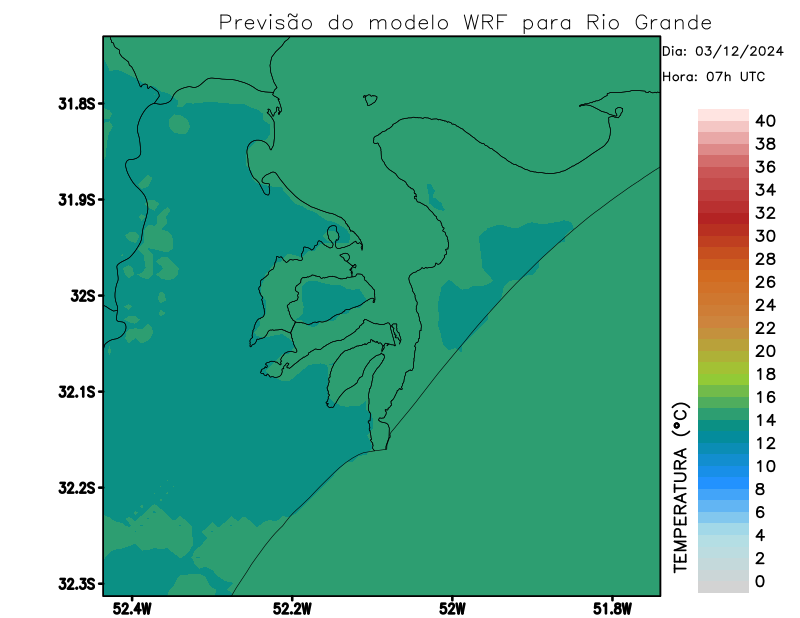 Previsão do modelo WRF para Rio Grande
Dia: 03/12/2024
Hora: 07h UTC
31.8S
31.9S
32S
32.1S
32.2S
32.3S
52.4W
52.2W
52W
51.8W
TEMPERATURA (°C)
40
38
36
34
32
30
28
26
24
22
20
18
16
14
12
10
8
6
4
2
0